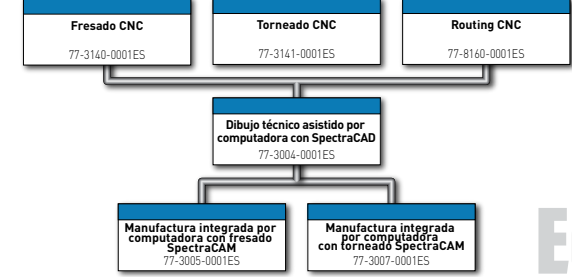 Fresado CNC
77-3140-0001ES
Torneado CNC
77-3141-0001ES
Routing CNC
77-8160-0001ES
Dibujo técnico asistido por
computadora con SpectraCAD
77-3004-0001ES
Manufactura integrada por
computadora con fresado
SpectraCAM
77-3005-0001ES
Manufactura integrada
por computadora
con torneado SpectraCAM
77-3007-0001ES